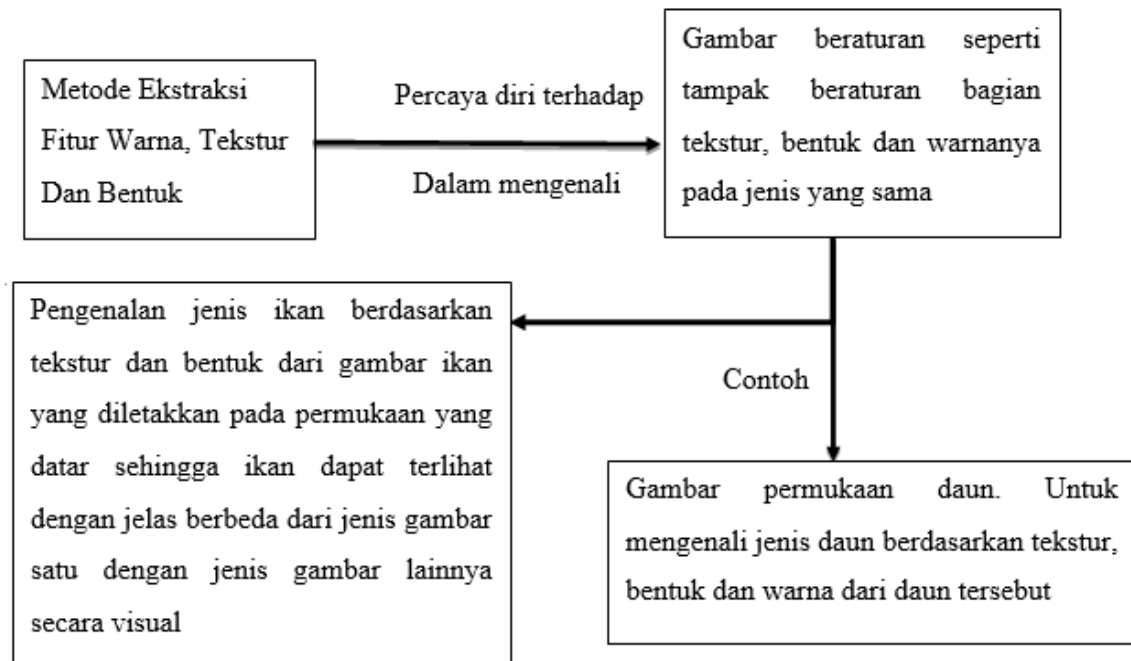 Metode Ekstraksi
Fitur Warna, Tekstur
Dan Bentuk
Percaya diri terhadap
Dalam mengenali
Gambar beraturan seperti
tampak beraturan bagian
tekstur, bentuk dan warnanya
pada jenis yang sama
Pengenalan jenis ikan berdasarkan
tekstur dan bentuk dari gambar ikan
yang diletakkan pada permukaan yang
datar sehingga ikan dapat terlihat
dengan jelas berbeda dari jenis gambar
satu dengan jenis gambar lainnya
secara visual
Contoh
Gambar permukaan daun. Untuk
mengenali jenis daun berdasarkan tekstur,
bentuk dan warna dari daun tersebut